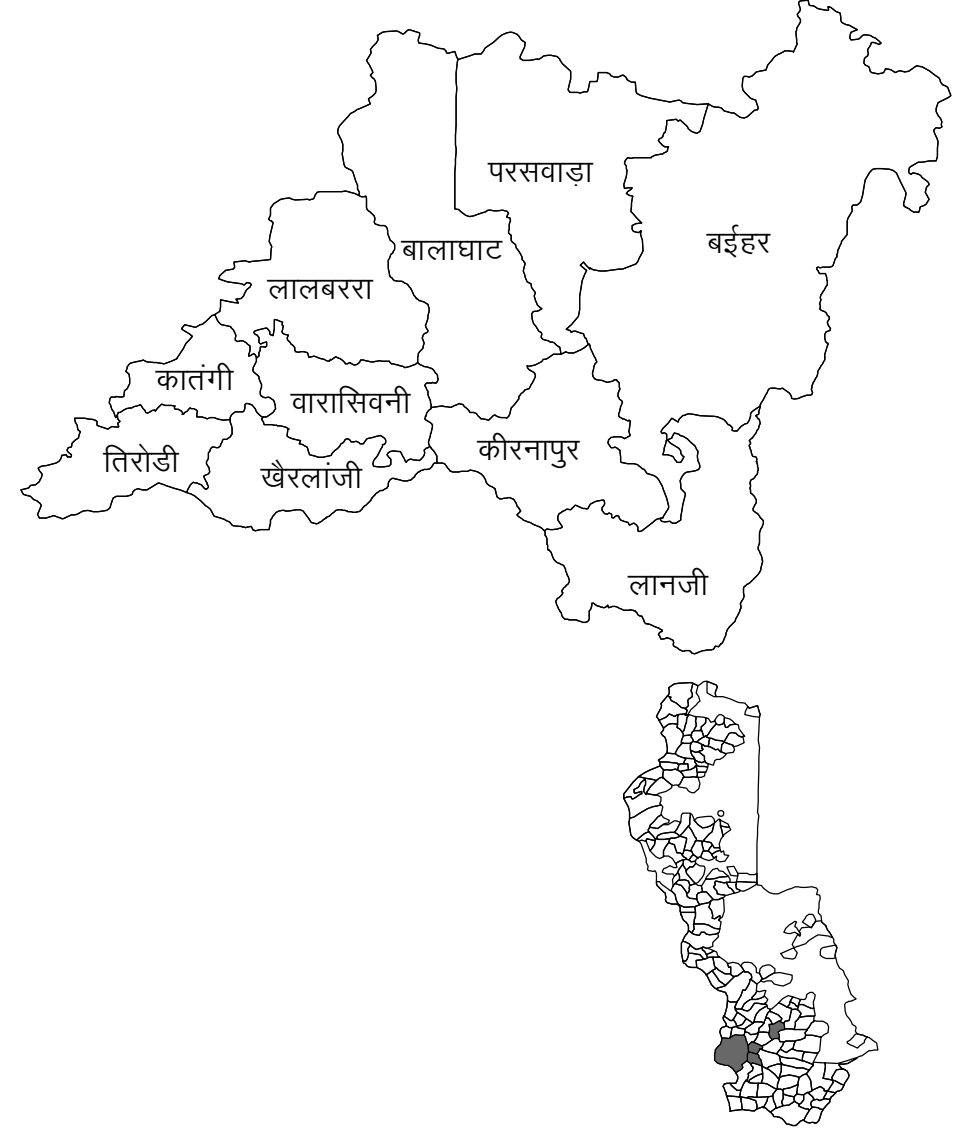 परसवाड़ा
बईहर
बालाघाट
लालबररा
कातंगी
वारासिवनी
कीरनापुर
तिरोडी
खैरलांजी
लानजी